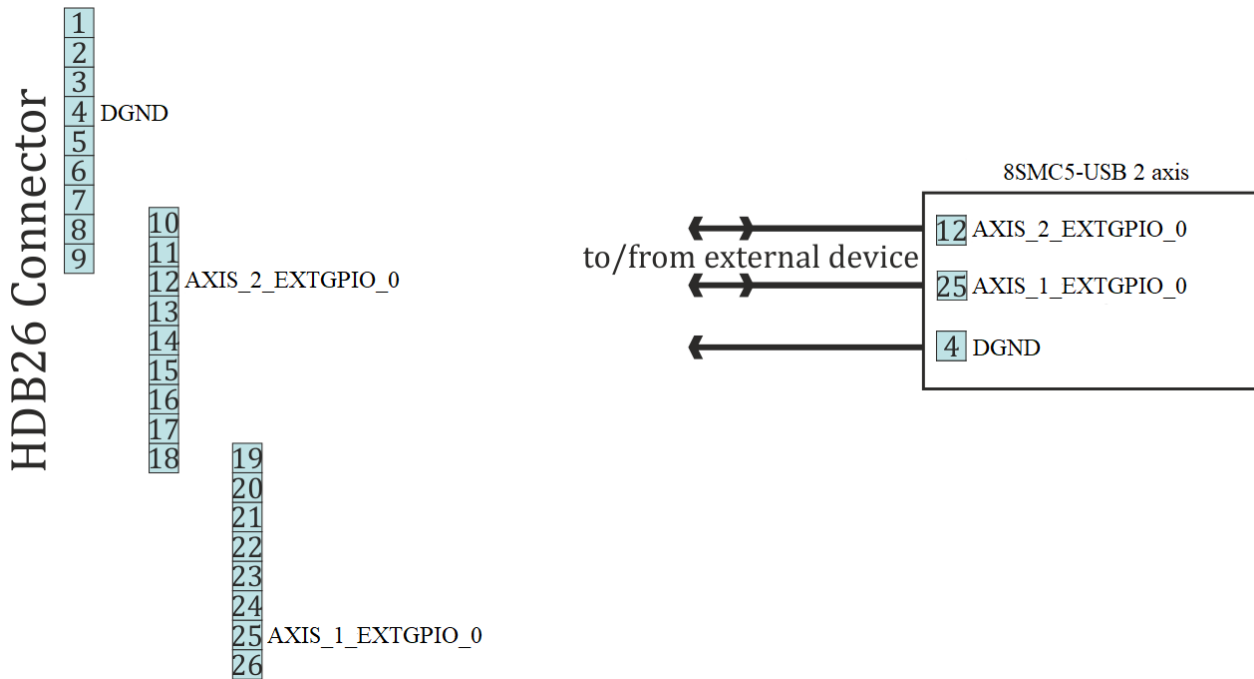 HDB26 Connector
1
2
3
4 DGND
5
6
7
8
9
10
11
12 AXIS_2_EXTGPIO_0
13
14
15
16
17
18
19
20
21
22
23
24
25 AXIS_1_EXTGPIO_0
26
8SMC5-USB 2 axis
12 AXIS_2_EXTGPIO_0
to/from external device
25 AXIS_1_EXTGPIO_0
4 DGND